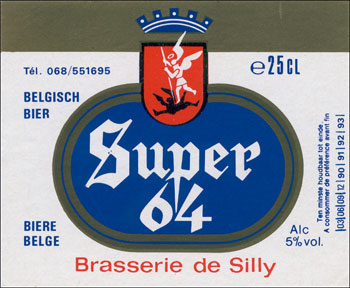 Tél. 068/551695
℮25CL
BELGISCH
BIER
Super
64
BIERE
BELGE
Alc
5% vol.
Brasserie de Silly
Ten minste houdbaar tot einde
A consommer de préférence avant fin
|03|06|09|12|90|91|92|93|